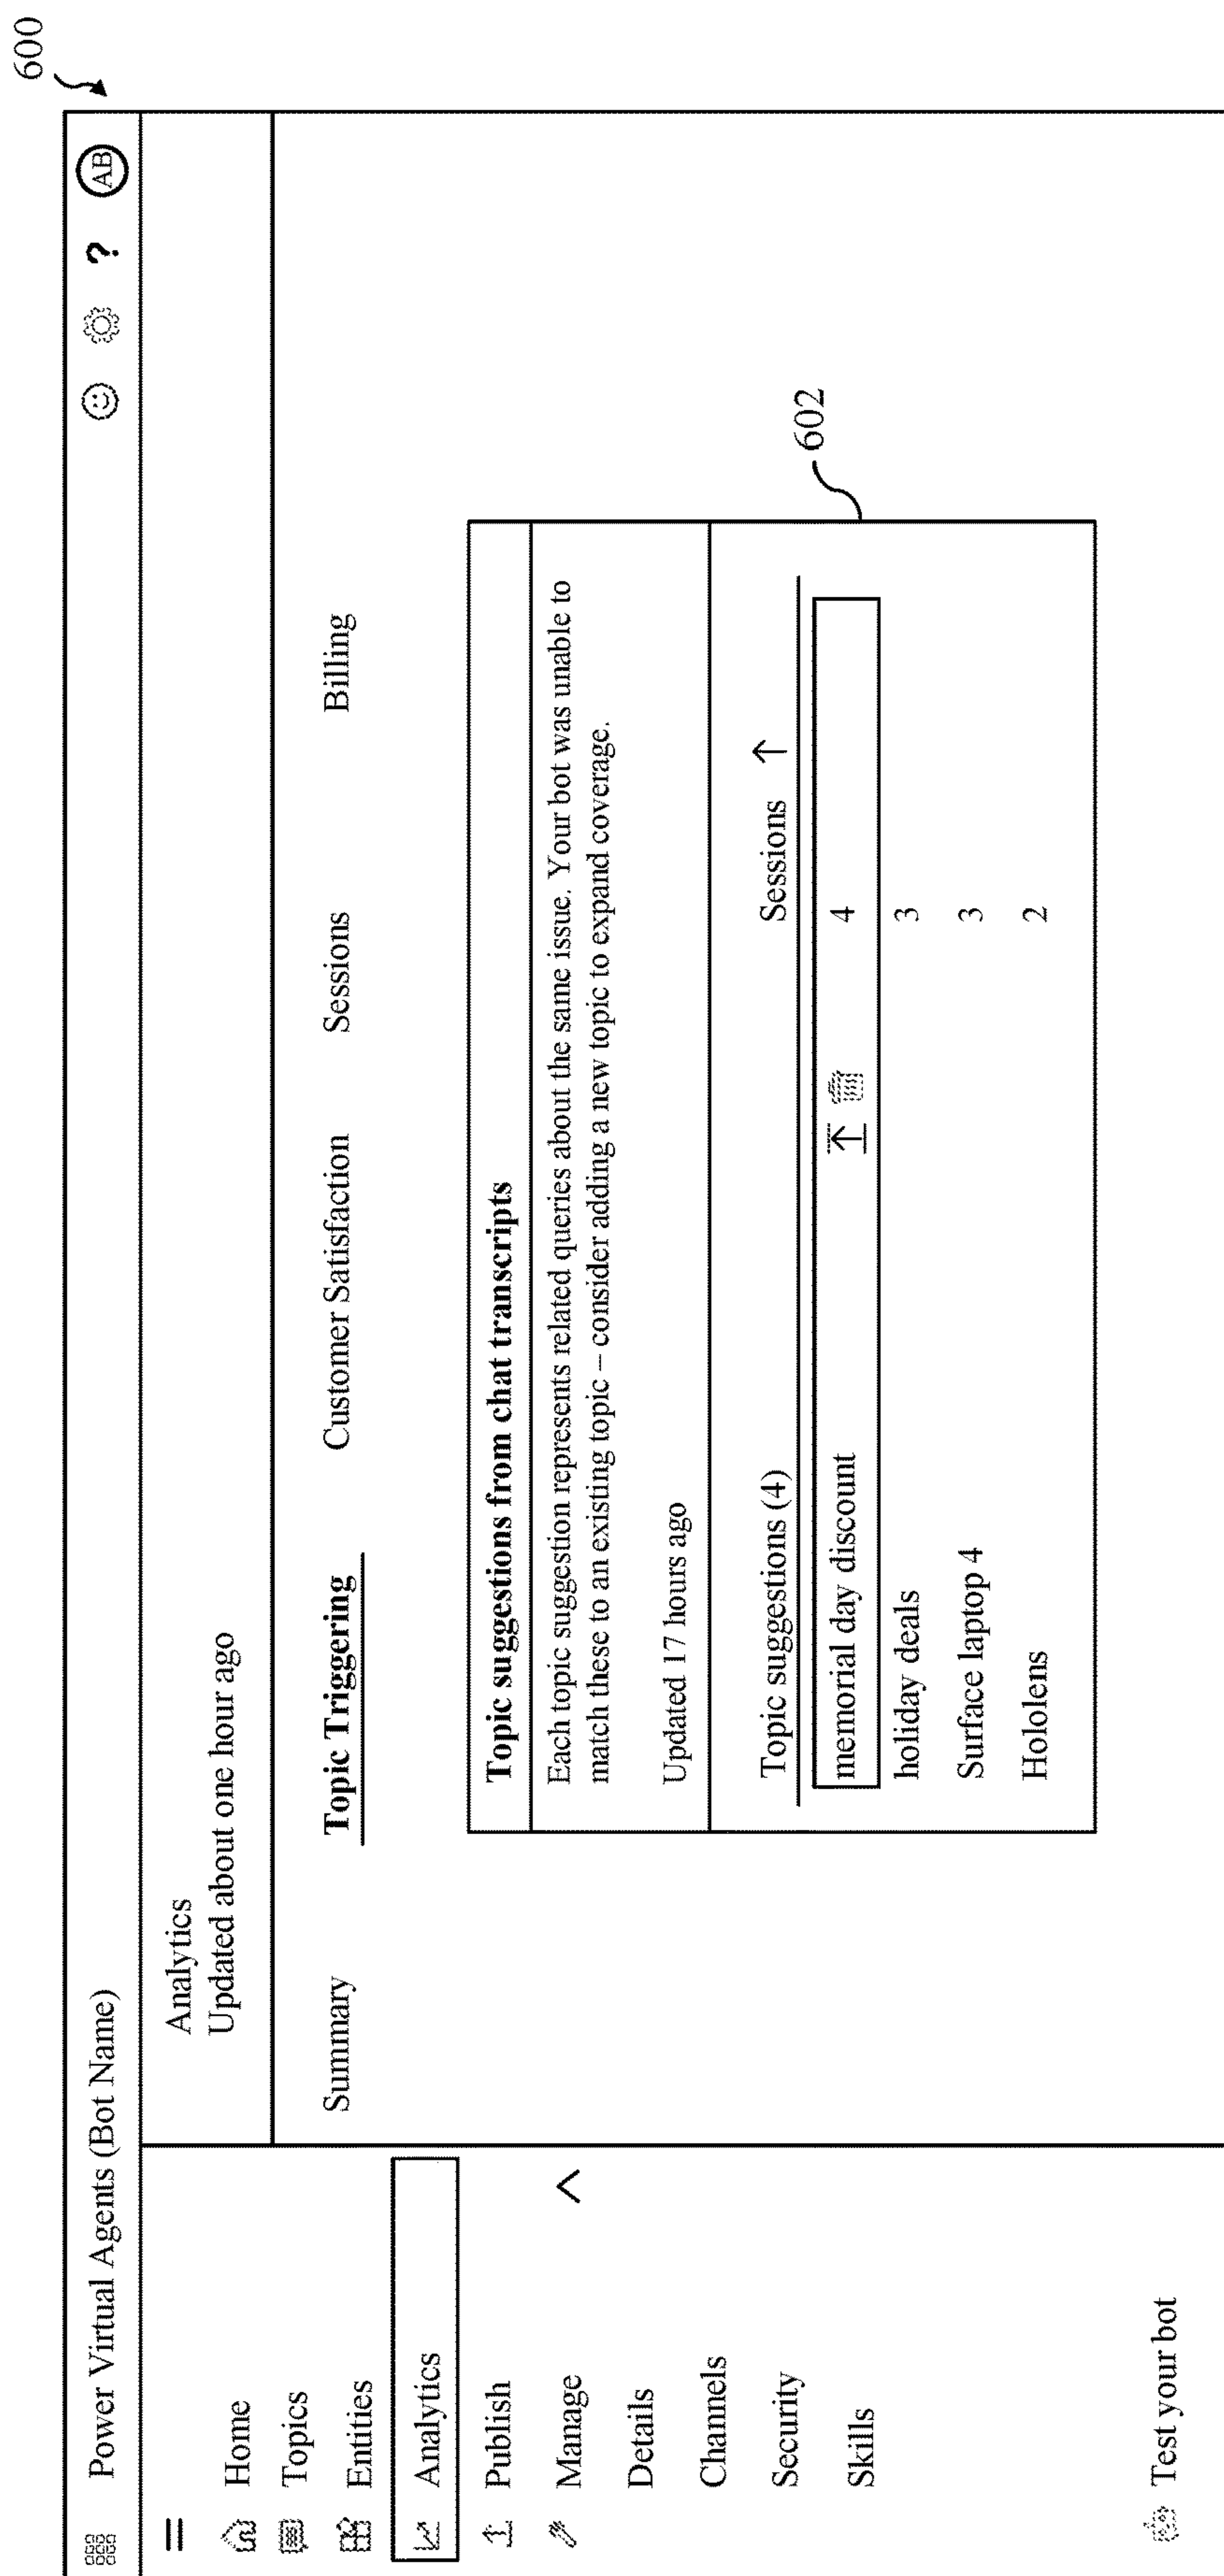 600
Power Virtual Agents (Bot Name)
? AB
Analytics
Updated about one hour ago
Home
Topics
Entities
Analytics
Publish
Manage
Details
Channels
Security
Skills
Test your bot
Summary Topic Triggering Customer Satisfaction Sessions Billing
Topic suggestions from chat transcripts
Each topic suggestion represents related queries about the same issue. Your bot was unable to
match these to an existing topic – consider adding a new topic to expand coverage.
Updated 17 hours ago
602
Topic suggestions (4) Sessions ↑
memorial day discount 4
holiday deals 3
Surface laptop 4 3
Hololens 2